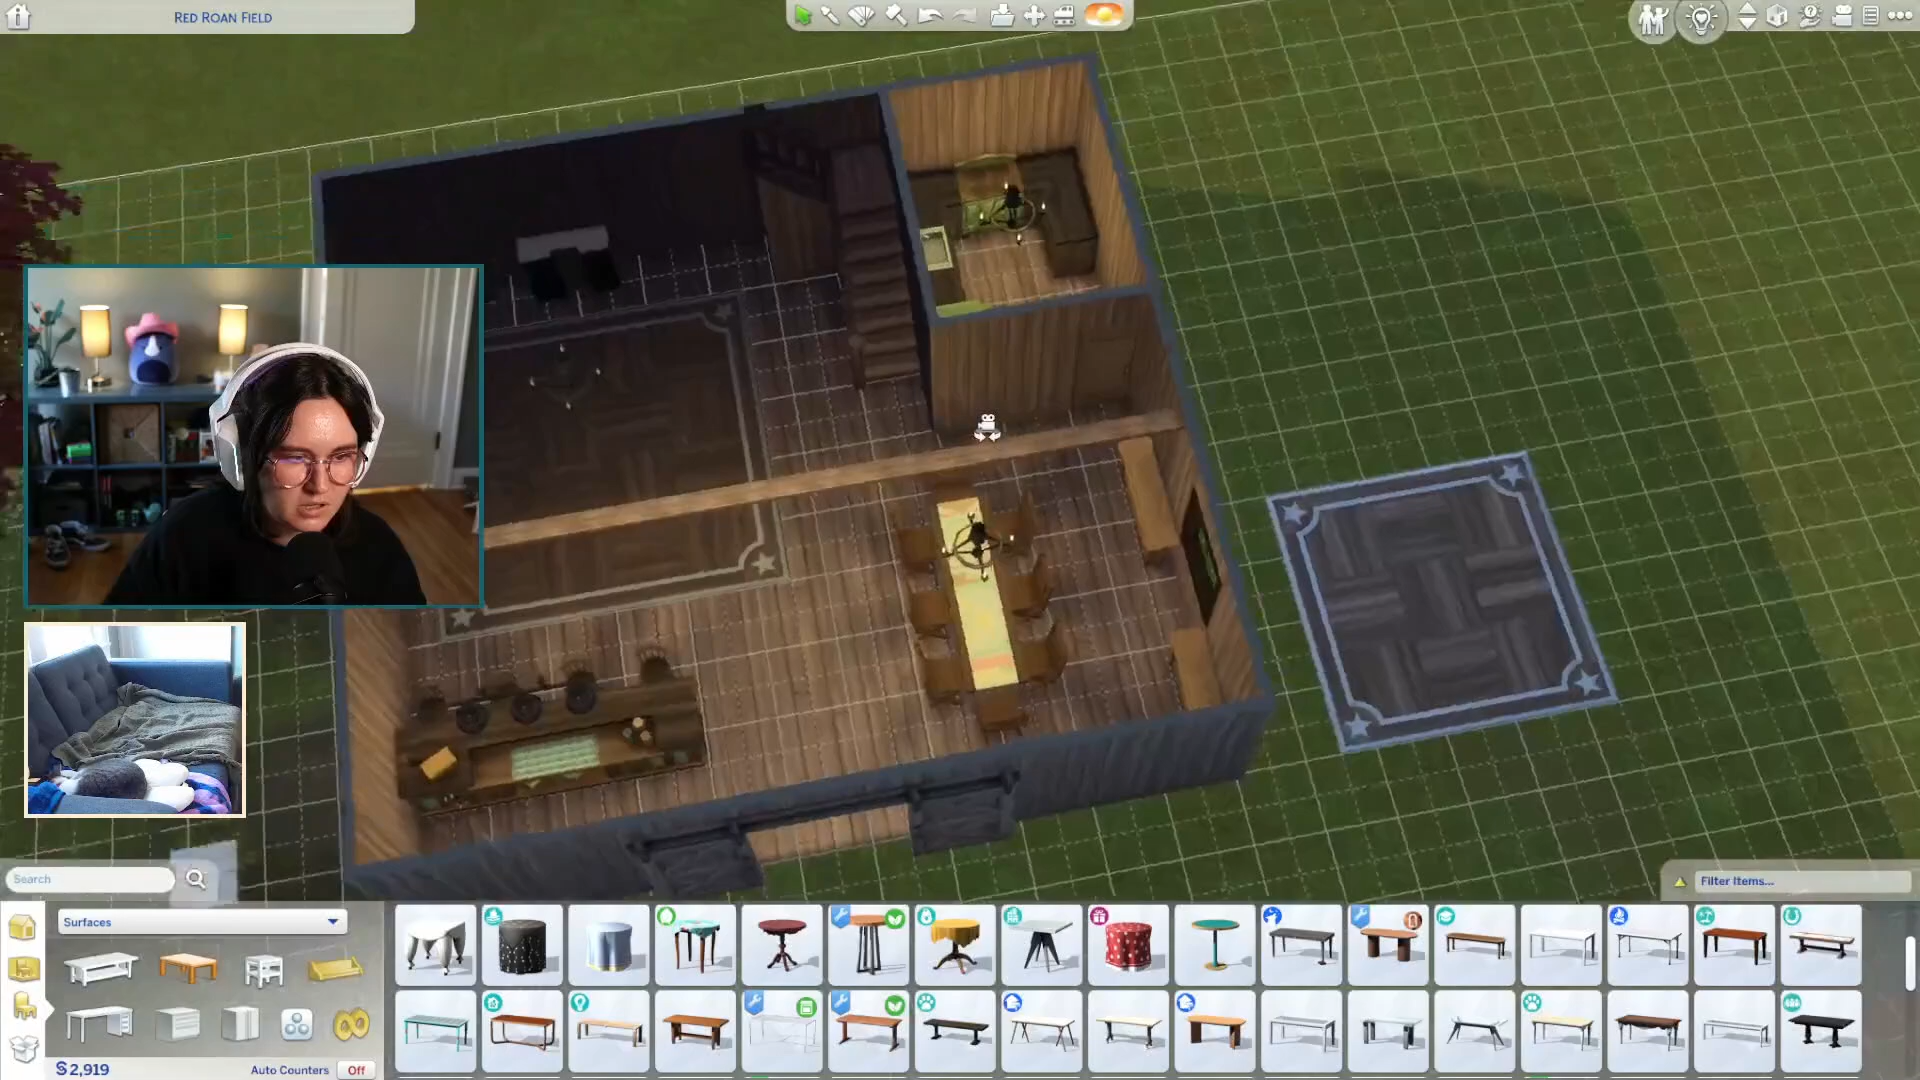 RED ROAN FIELD
Search
Filter Items...
Surfaces
§2,919
Auto Counters
Off